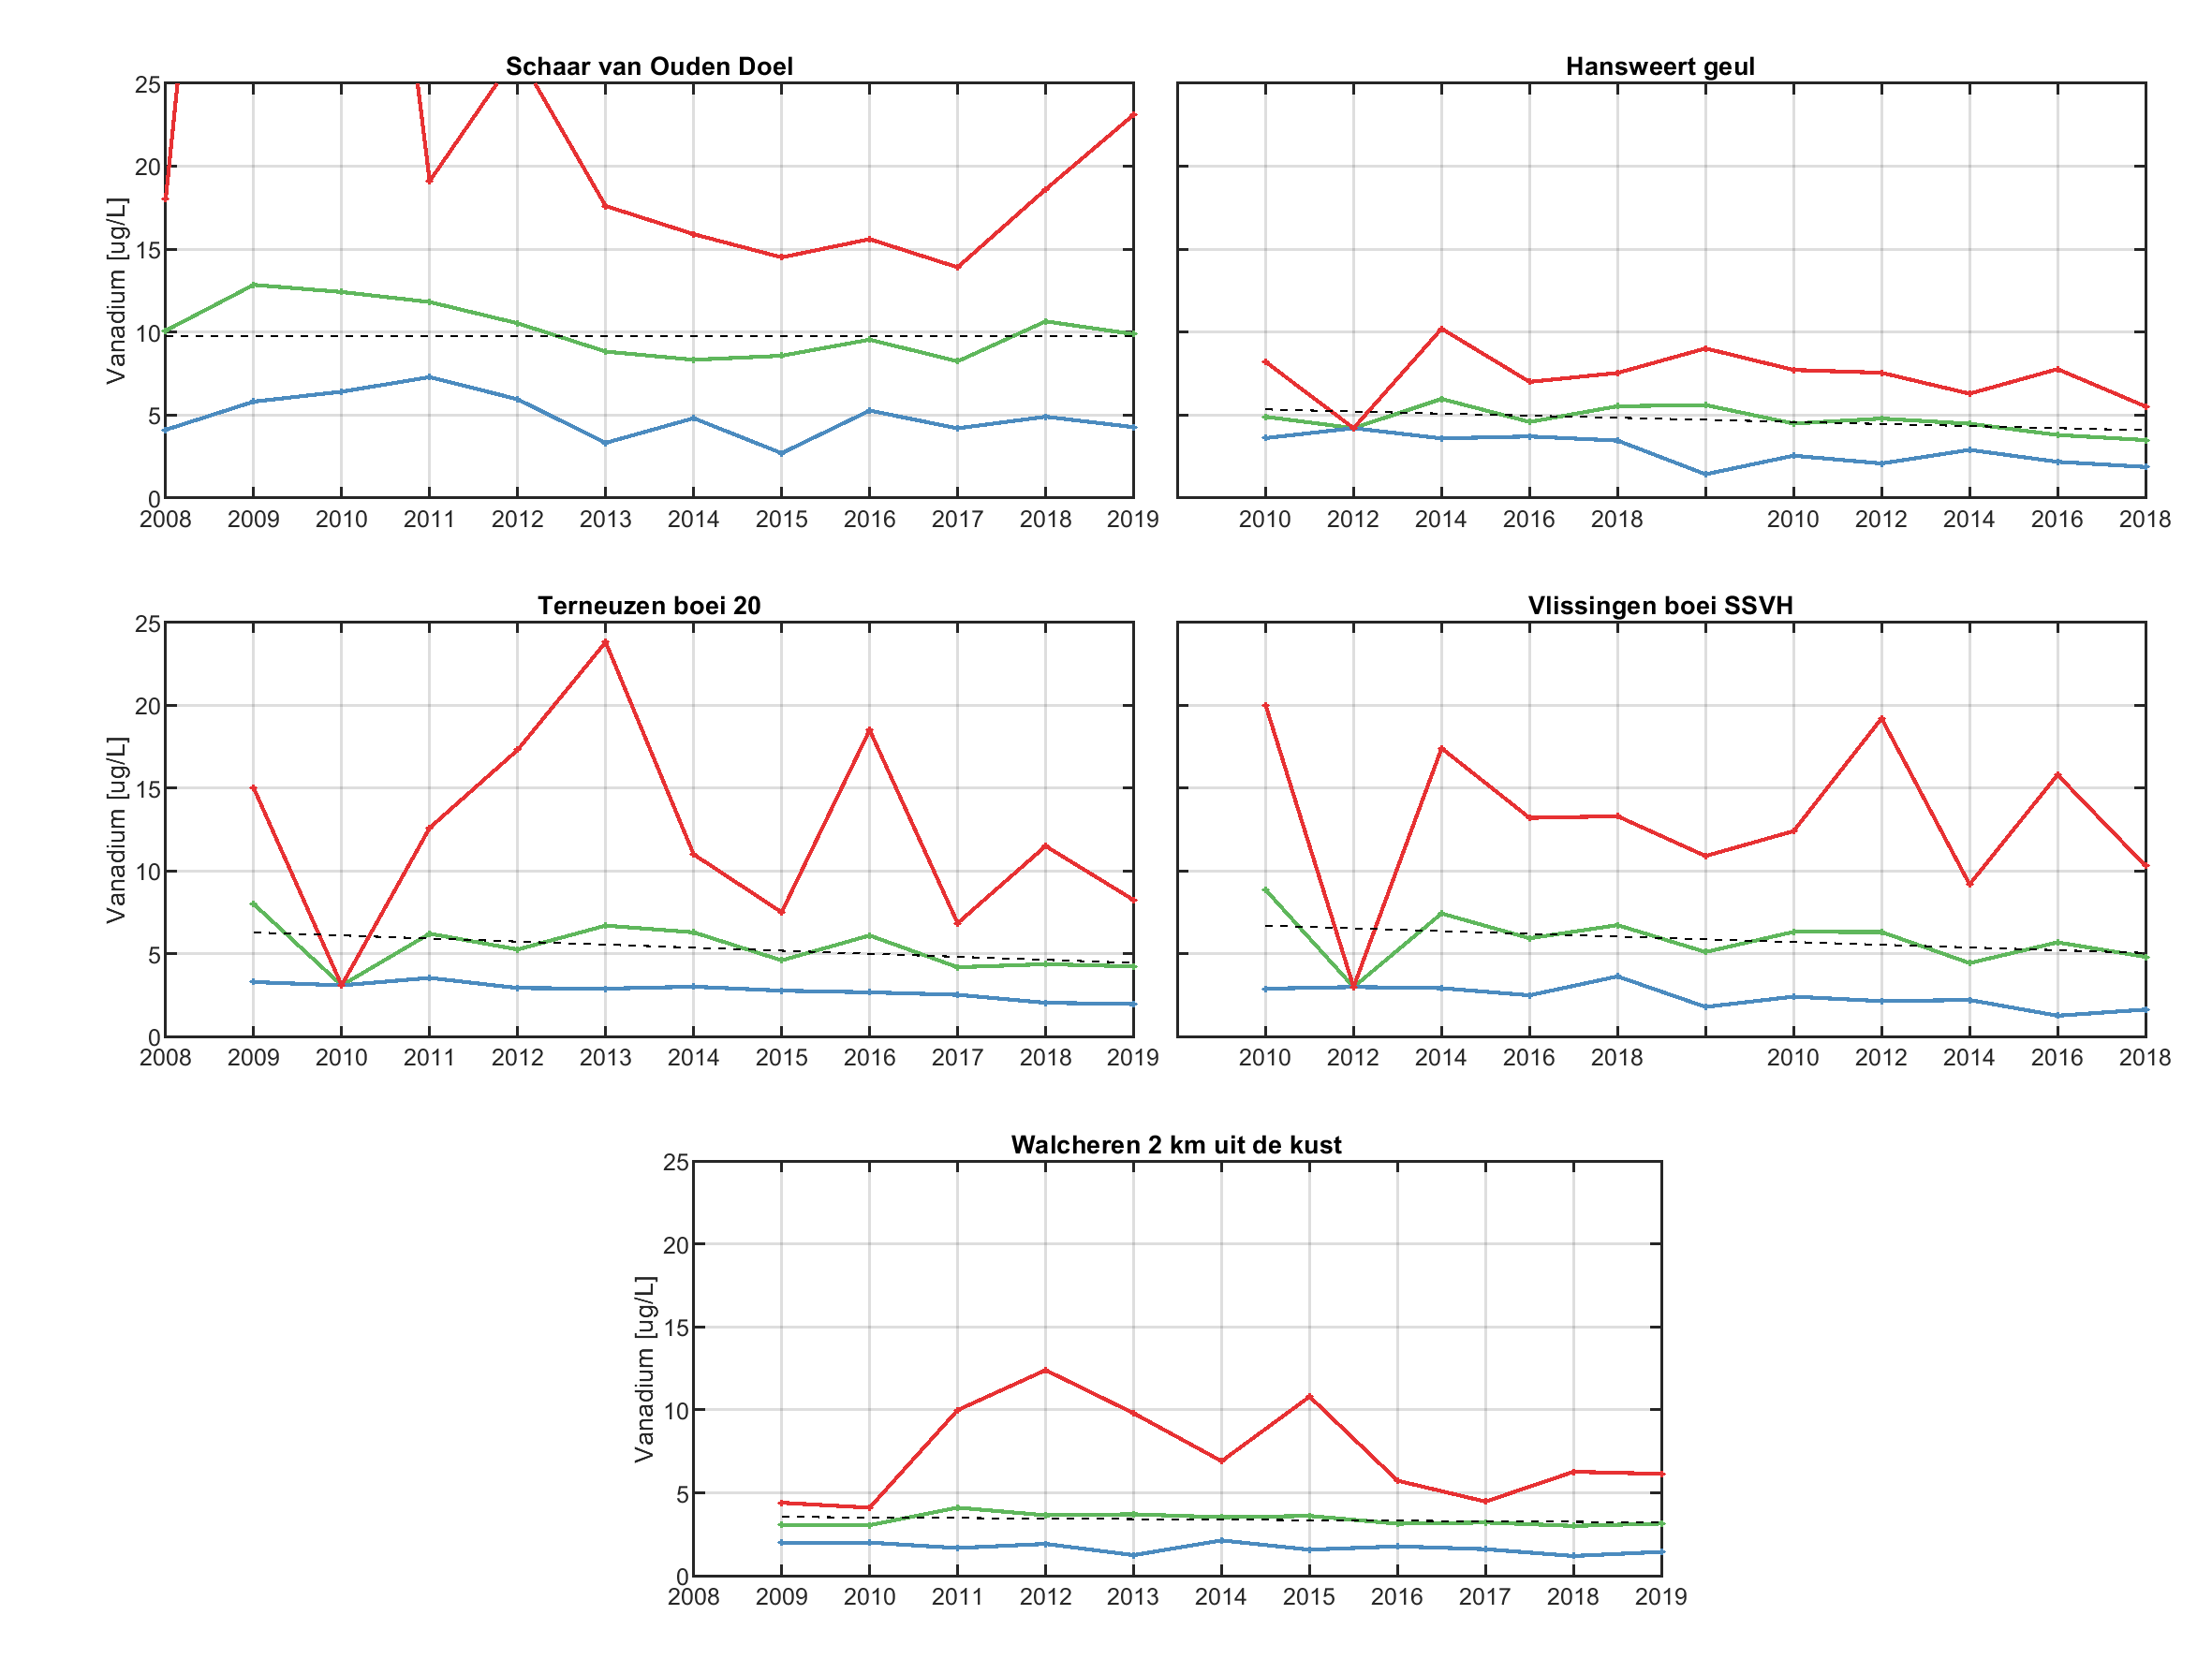 Schaar van Ouden Doel
Hansweert geul
25
20
15
10
5
0
Vanadium [ug/L]
2008 2009 2010 2011 2012 2013 2014 2015 2016 2017 2018 2019
2010 2012 2014 2016 2018 2010 2012 2014 2016 2018
Terneuzen boei 20
Vlissingen boei SSVH
25
20
15
10
5
0
Vanadium [ug/L]
2008 2009 2010 2011 2012 2013 2014 2015 2016 2017 2018 2019
2010 2012 2014 2016 2018 2010 2012 2014 2016 2018
Walcheren 2 km uit de kust
25
20
15
10
5
0
Vanadium [ug/L]
2008 2009 2010 2011 2012 2013 2014 2015 2016 2017 2018 2019